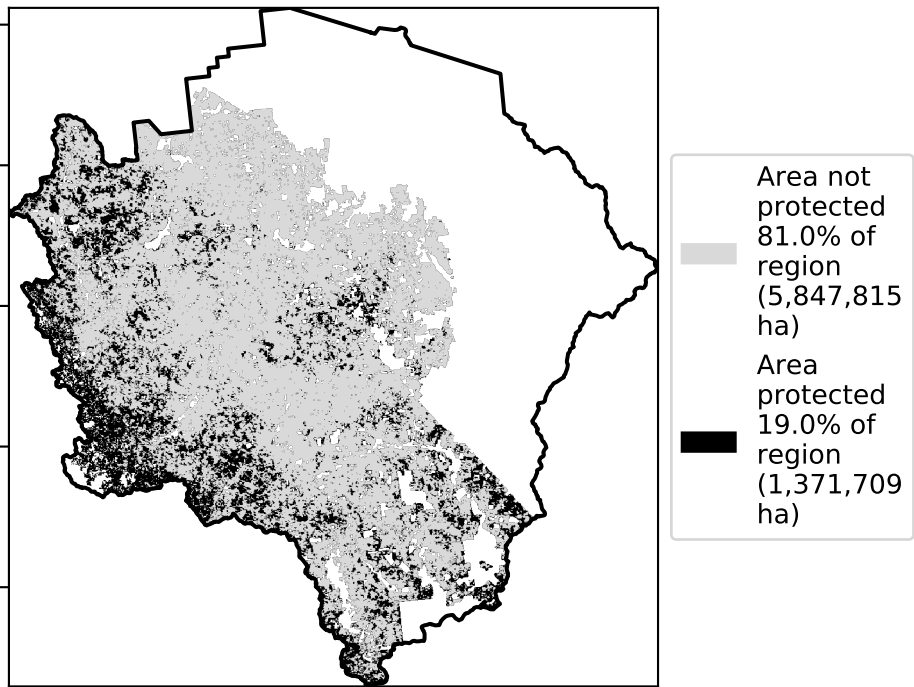 Area not
protected
81.0% of
region
(5,847,815
ha)
Area
protected
19.0% of
region
(1,371,709
ha)